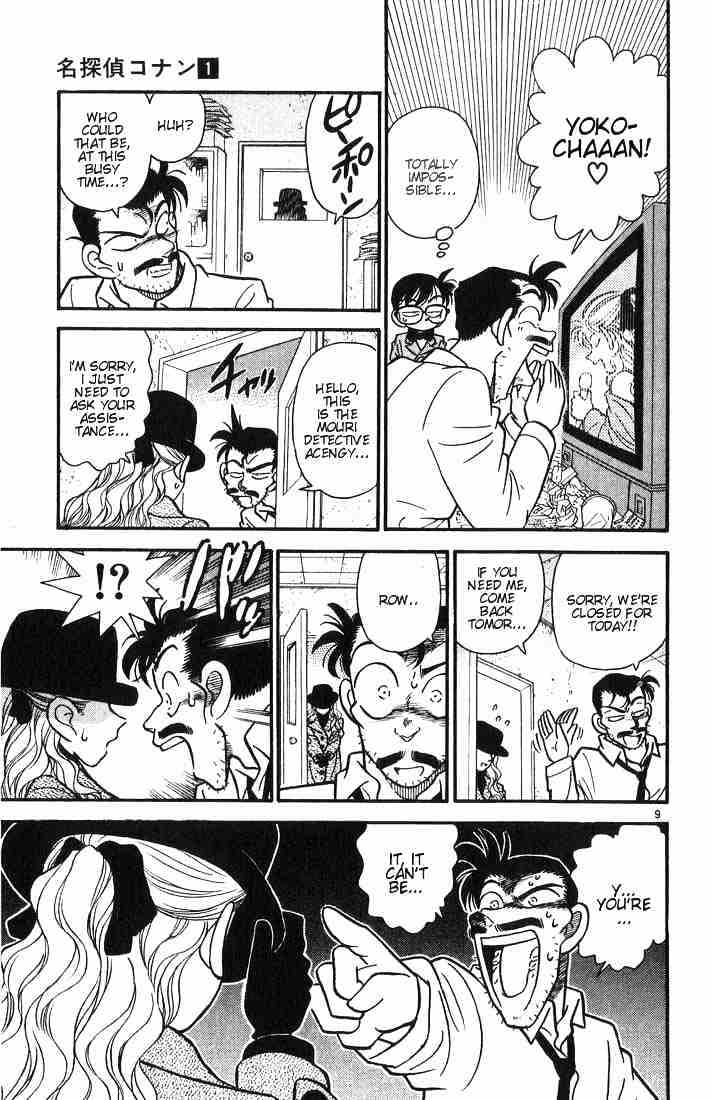 名探偵コナン 1
YOKO-
CHAAAN!
♡
TOTALLY
IMPOS-
SIBLE...
ピーンポーン
HUH?
WHO
COULD
THAT BE,
AT THIS
BUSY
TIME...?
ガチャッ
HELLO,
THIS
IS THE
MOURI
DETECTIVE
ACENGY...
I'M SORRY,
I JUST
NEED TO
ASK YOUR
ASSIS-
TANCE...
SORRY, WE'RE
CLOSED FOR
TODAY!!
IF YOU
NEED ME,
COME
BACK
TOMOR...
ROW..
!?
9
Y...
YOU'RE
...
IT, IT
CAN'T
BE...